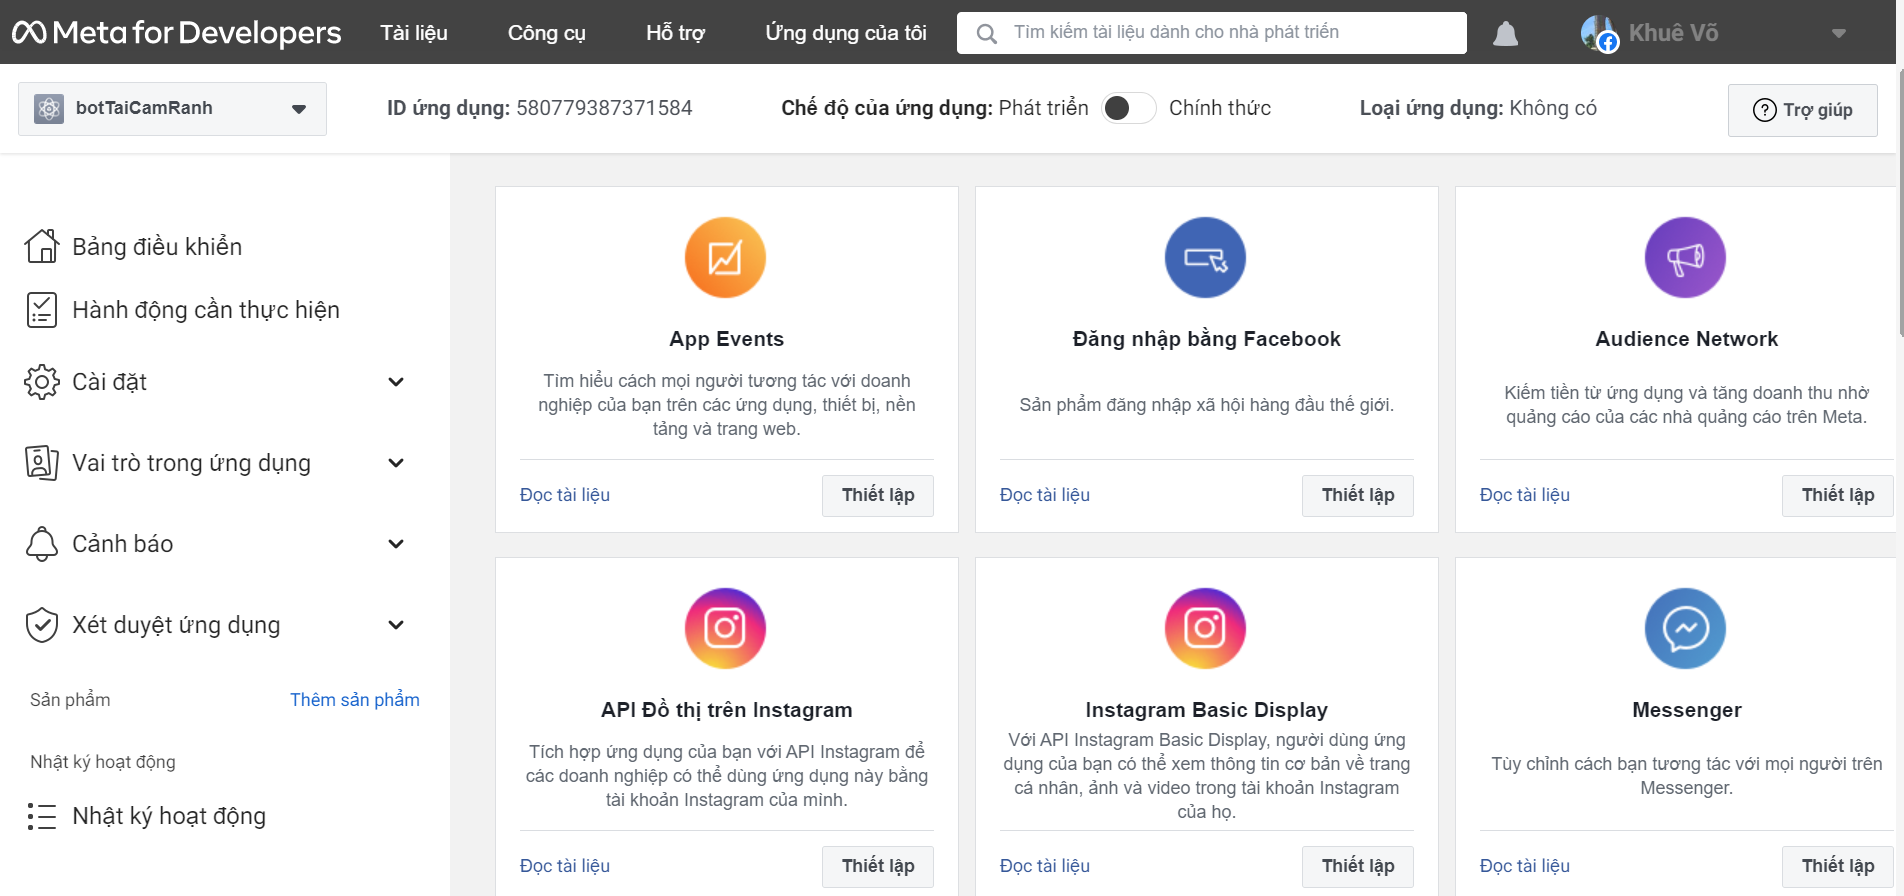 Meta for Developers
Tài liệu
Công cụ
Hỗ trợ
Ứng dụng của tôi
Tìm kiếm tài liệu dành cho nhà phát triển
Khuê Võ
botTaiCamRanh
ID ứng dụng: 580779387371584
Chế độ của ứng dụng: Phát triển
Chính thức
Loại ứng dụng: Không có
Trợ giúp
Bảng điều khiển
Hành động cần thực hiện
Cài đặt
Vai trò trong ứng dụng
Cảnh báo
Xét duyệt ứng dụng
Sản phẩm
Thêm sản phẩm
Nhật ký hoạt động
Nhật ký hoạt động
App Events
Tìm hiểu cách mọi người tương tác với doanh
nghiệp của bạn trên các ứng dụng, thiết bị, nền
tảng và trang web.
Đọc tài liệu
Thiết lập
Đăng nhập bằng Facebook
Sản phẩm đăng nhập xã hội hàng đầu thế giới.
Đọc tài liệu
Thiết lập
Audience Network
Kiếm tiền từ ứng dụng và tăng doanh thu nhờ
quảng cáo của các nhà quảng cáo trên Meta.
Đọc tài liệu
Thiết lập
API Đồ thị trên Instagram
Tích hợp ứng dụng của bạn với API Instagram để
các doanh nghiệp có thể dùng ứng dụng này bằng
tài khoản Instagram của mình.
Đọc tài liệu
Thiết lập
Instagram Basic Display
Với API Instagram Basic Display, người dùng ứng
dụng của bạn có thể xem thông tin cơ bản về trang
cá nhân, ảnh và video trong tài khoản Instagram
của họ.
Đọc tài liệu
Thiết lập
Messenger
Tùy chỉnh cách bạn tương tác với mọi người trên
Messenger.
Đọc tài liệu
Thiết lập